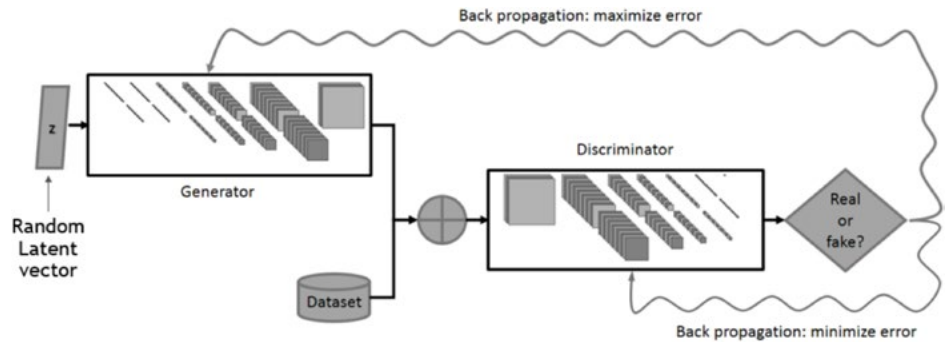 Back propagation: maximize error
z
Generator
Random
Latent
vector
Dataset
Discriminator
Real
or
fake?
Back propagation: minimize error